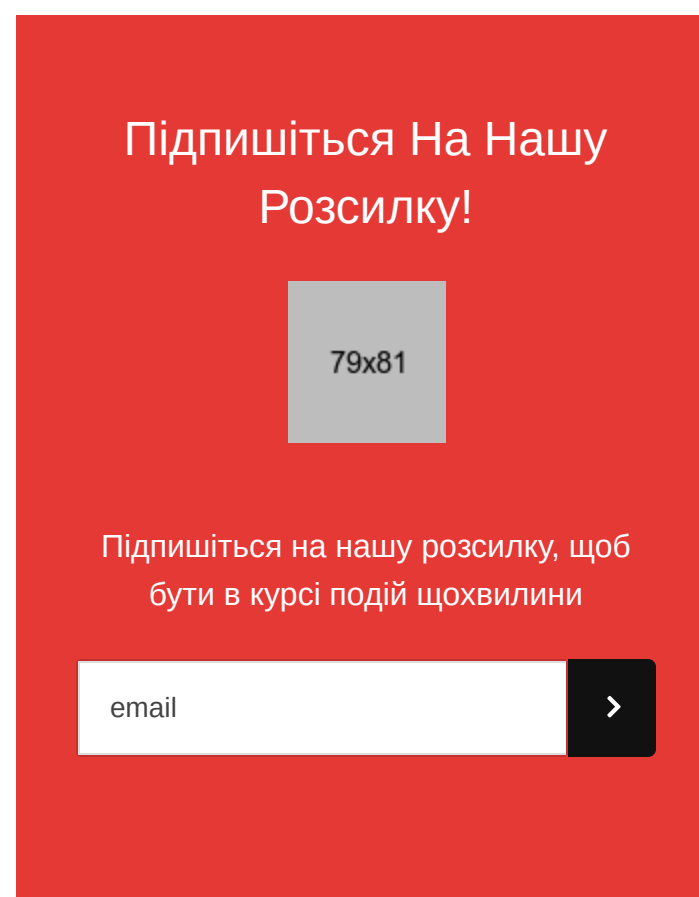 Підпишіться На Нашу
Розсилку!
79x81
Підпишіться на нашу розсилку, щоб
бути в курсі подій щохвилини
email